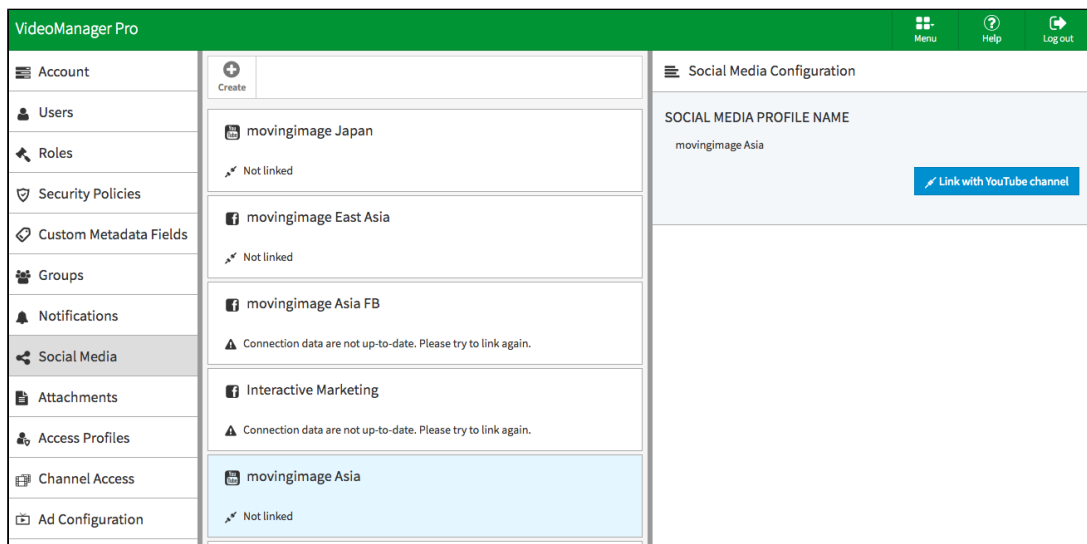 VideoManager Pro
Menu
Help
Log out
Account
Users
Roles
Security Policies
Custom Metadata Fields
Groups
Notifications
Social Media
Attachments
Access Profiles
Channel Access
Ad Configuration
Create
movingimage Japan
Not linked
movingimage East Asia
Not linked
movingimage Asia FB
Connection data are not up-to-date. Please try to link again.
Interactive Marketing
Connection data are not up-to-date. Please try to link again.
movingimage Asia
Not linked
Social Media Configuration
SOCIAL MEDIA PROFILE NAME
movingimage Asia
Link with YouTube channel